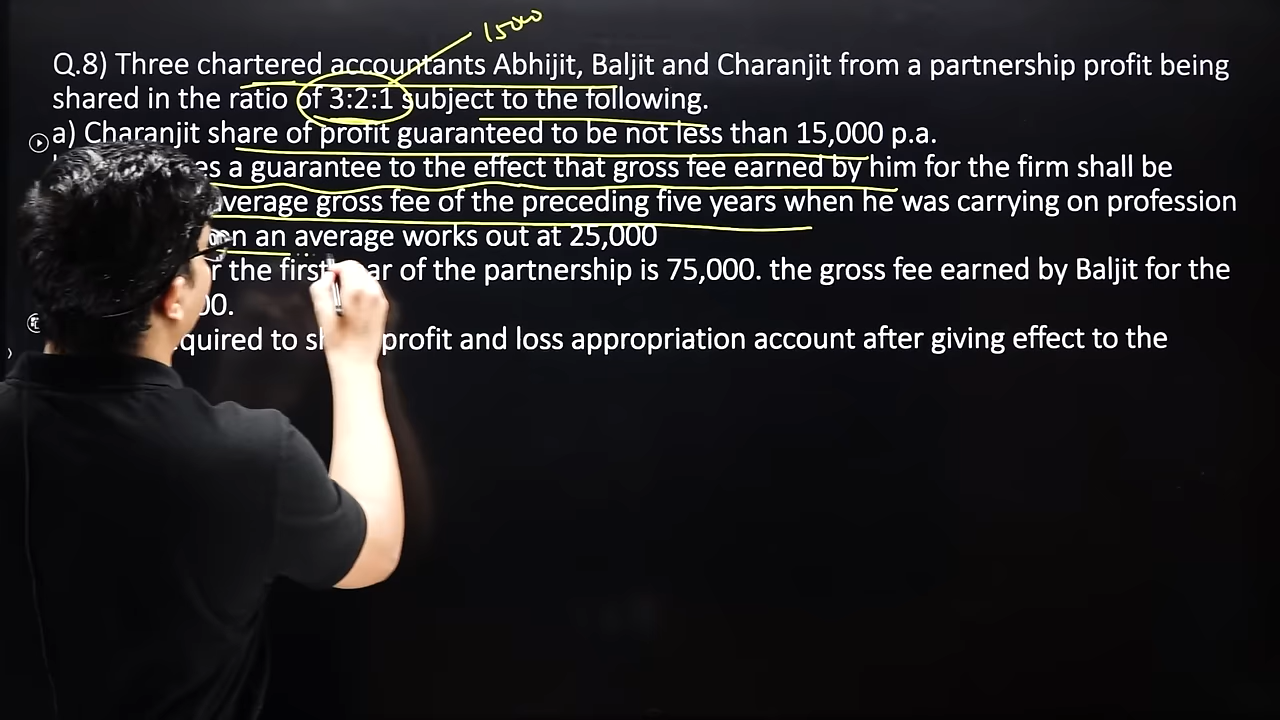 15000
Q.8) Three chartered accountants Abhijit, Baljit and Charanjit from a partnership profit being
shared in the ratio of 3:2:1 subject to the following.
a) Charanjit share of profit guaranteed to be not less than 15,000 p.a.
a guarantee to the effect that gross fee earned by him for the firm shall be
average gross fee of the preceding five years when he was carrying on profession
an average works out at 25,000
the first of the partnership is 75,000. the gross fee earned by Baljit for the
to profit and loss appropriation account after giving effect to the